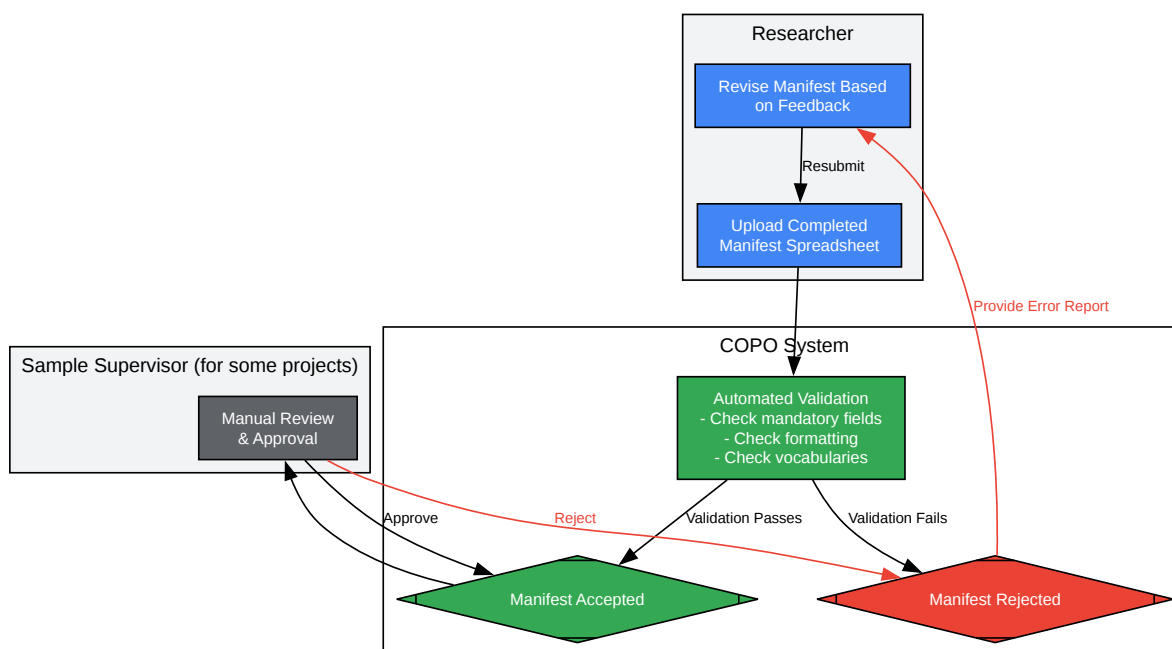 Researcher
Revise Manifest Based
on Feedback
Resubmit
Upload Completed
Manifest Spreadsheet
Provide Error Report
COPO System
Sample Supervisor (for some projects)
Manual Review
& Approval
Automated Validation
- Check mandatory fields
- Check formatting
- Check vocabularies
Approve
Reject
Validation Passes
Validation Fails
Manifest Accepted
Manifest Rejected